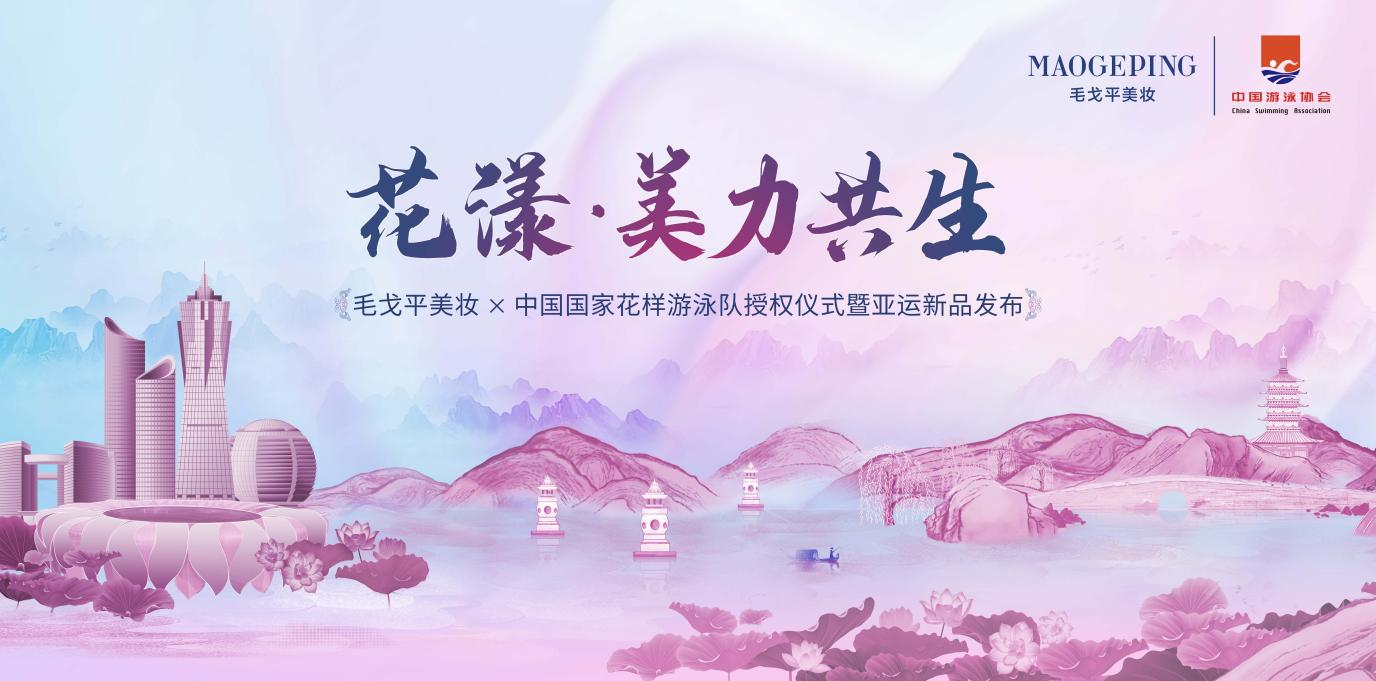 MAOGEPING
毛戈平美妆
中国游泳协会
China Swimming Association
花漾·美力共生
毛戈平美妆 × 中国国家花样游泳队授权仪式暨亚运新品发布